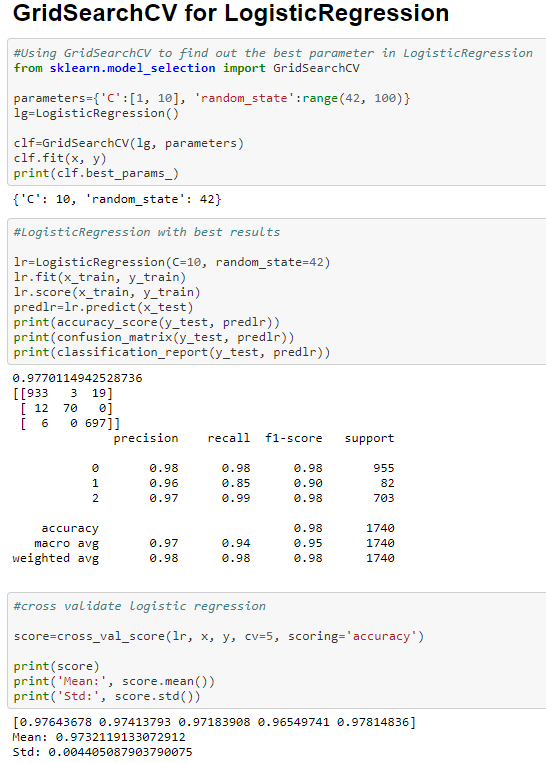 GridSearchCV for LogisticRegression
#Using GridSearchCV to find out the best parameter in LogisticRegression
from sklearn.model_selection import GridSearchCV
parameters={'C':[1, 10], 'random_state':range(42, 100)}
lg=LogisticRegression()
clf=GridSearchCV(lg, parameters)
clf.fit(x, y)
print(clf.best_params_)
{'C': 10, 'random_state': 42}
#LogisticRegression with best results
lr=LogisticRegression(C=10, random_state=42)
lr.fit(x_train, y_train)
lr.score(x_train, y_train)
predlr=lr.predict(x_test)
print(accuracy_score(y_test, predlr))
print(confusion_matrix(y_test, predlr))
print(classification_report(y_test, predlr))
0.9770114942528736
[[933   3  19]
 [ 12  70   0]
 [  6   0 697]]
              precision    recall  f1-score   support
           0       0.98      0.98      0.98       955
           1       0.96      0.85      0.90        82
           2       0.97      0.99      0.98       703
    accuracy                           0.98      1740
   macro avg       0.97      0.94      0.95      1740
weighted avg       0.98      0.98      0.98      1740
#cross validate logistic regression
score=cross_val_score(lr, x, y, cv=5, scoring='accuracy')
print(score)
print('Mean:', score.mean())
print('Std:', score.std())
[0.97643678 0.97413793 0.97183908 0.96549741 0.97814836]
Mean: 0.9732119133072912
Std: 0.004405087903790075